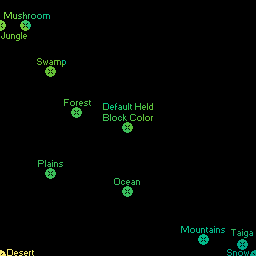 Mushroom
Jungle
Swamp
Forest
Default Held
Block Color
Plains
Ocean
Mountains
Taiga
Desert
Snow